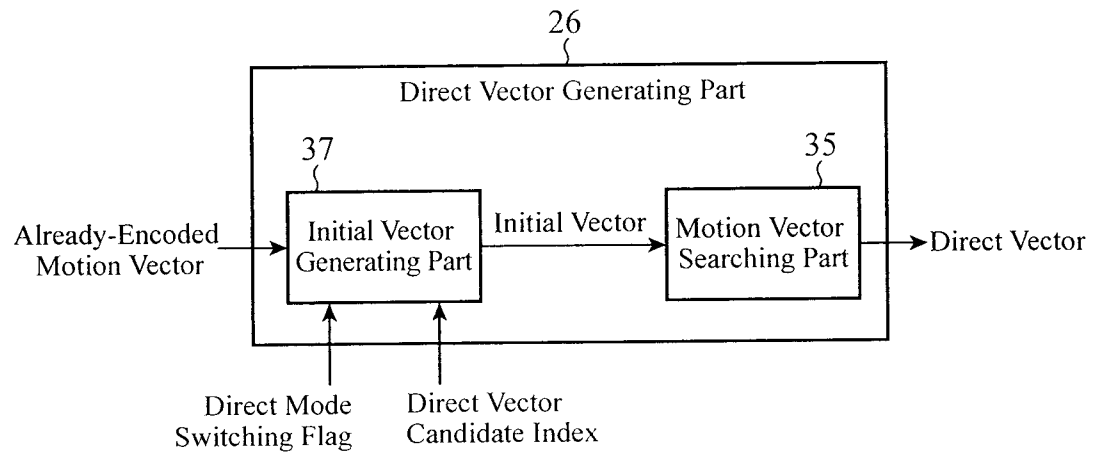 26
Direct Vector Generating Part
37
35
Already-Encoded
Motion Vector
Initial Vector
Generating Part
Initial Vector
Motion Vector
Searching Part
Direct Vector
Direct Mode
Switching Flag
Direct Vector
Candidate Index